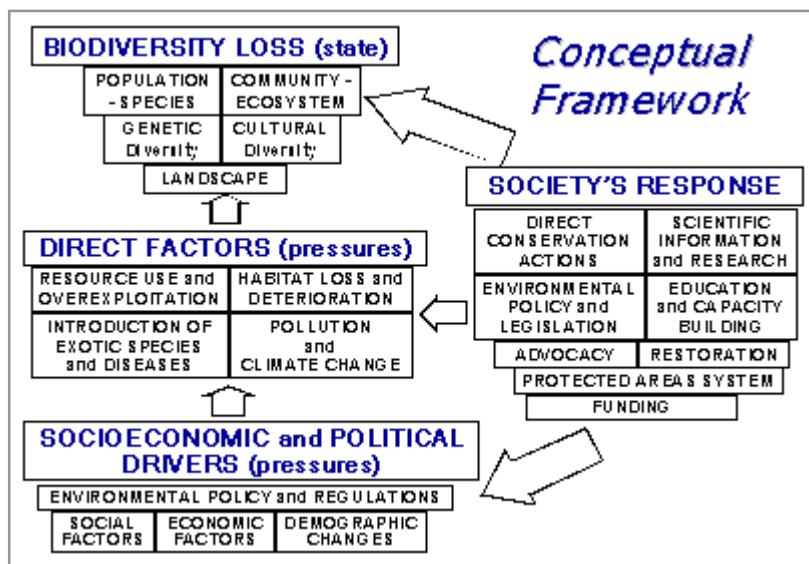 Conceptual
Framework
BIODIVERSITY LOSS (state)
POPULATION
- SPECIES
COMMUNITY -
ECOSYSTEM
GENETIC
Diversity
CULTURAL
Diversity
LANDSCAPE
DIRECT FACTORS (pressures)
RESOURCE USE and
OVEREXPLOITATION
HABITAT LOSS and
DETERIORATION
INTRODUCTION OF
EXOTIC SPECIES
and DISEASES
POLLUTION
and
CLIMATE CHANGE
SOCIOECONOMIC and POLITICAL
DRIVERS (pressures)
ENVIRONMENTAL POLICY and REGULATIONS
SOCIAL
FACTORS
ECONOMIC
FACTORS
DEMOGRAPHIC
CHANGES
SOCIETY'S RESPONSE
DIRECT
CONSERVATION
ACTIONS
SCIENTIFIC
INFORMATION
and RESEARCH
ENVIRONMENTAL
POLICY and
LEGISLATION
EDUCATION
and CAPACITY
BUILDING
ADVOCACY
RESTORATION
PROTECTED AREAS SYSTEM
FUNDING